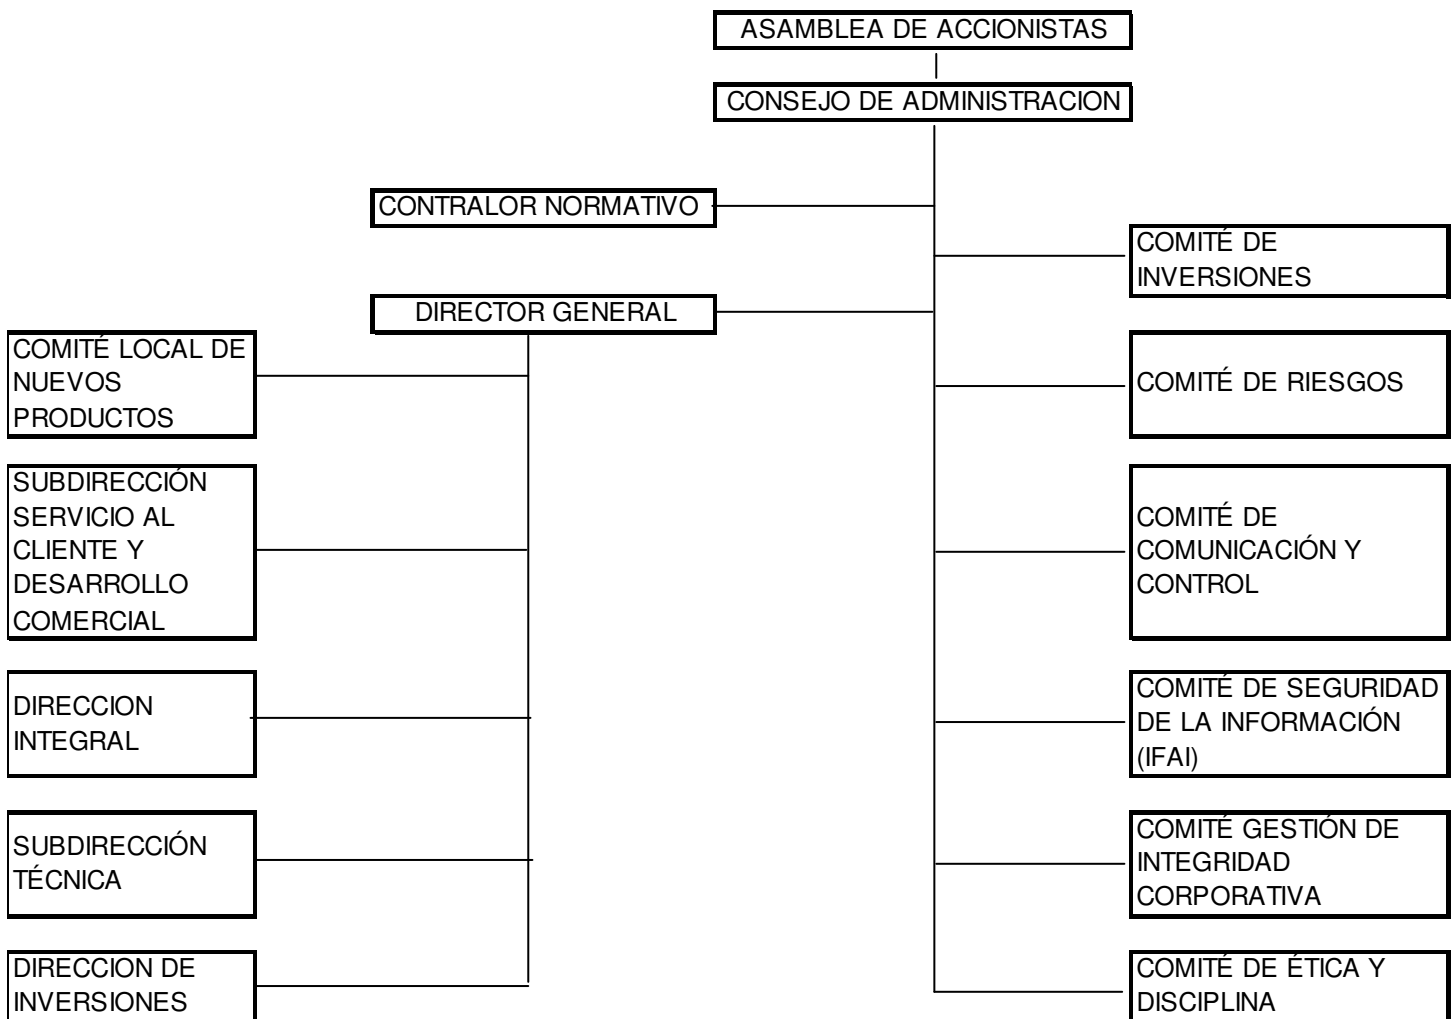 ASAMBLEA DE ACCIONISTAS
CONSEJO DE ADMINISTRACION
CONTRALOR NORMATIVO
DIRECTOR GENERAL
COMITÉ LOCAL DE
NUEVOS
PRODUCTOS
SUBDIRECCIÓN
SERVICIO AL
CLIENTE Y
DESARROLLO
COMERCIAL
DIRECCION
INTEGRAL
SUBDIRECCIÓN
TÉCNICA
DIRECCION DE
INVERSIONES
COMITÉ DE
INVERSIONES
COMITÉ DE RIESGOS
COMITÉ DE
COMUNICACIÓN Y
CONTROL
COMITÉ DE SEGURIDAD
DE LA INFORMACIÓN
(IFAI)
COMITÉ GESTIÓN DE
INTEGRIDAD
CORPORATIVA
COMITÉ DE ÉTICA Y
DISCIPLINA